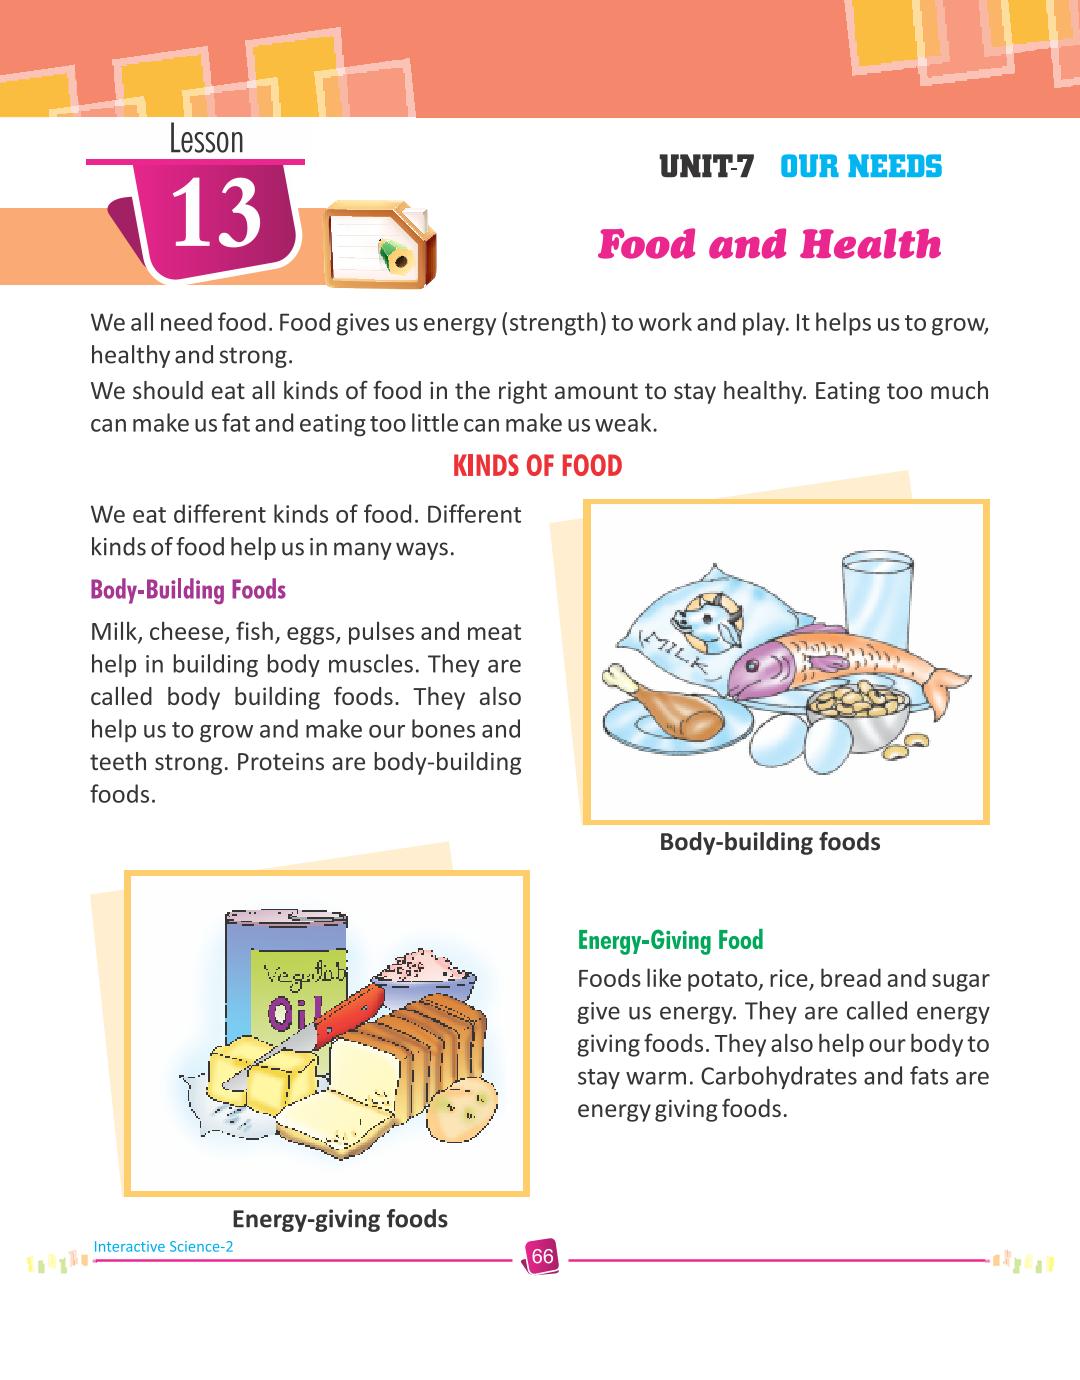 Lesson
13
UNIT-7 OUR NEEDS
Food and Health
We all need food. Food gives us energy (strength) to work and play. It helps us to grow,
healthy and strong.
We should eat all kinds of food in the right amount to stay healthy. Eating too much
can make us fat and eating too little can make us weak.
KINDS OF FOOD
We eat different kinds of food. Different
kinds of food help us in many ways.
Body-Building Foods
Milk, cheese, fish, eggs, pulses and meat
help in building body muscles. They are
called body building foods. They also
help us to grow and make our bones and
teeth strong. Proteins are body-building
foods.
MILK
Body-building foods
Vegetab
Oil
Energy-giving foods
Energy-Giving Food
Foods like potato, rice, bread and sugar
give us energy. They are called energy
giving foods. They also help our body to
stay warm. Carbohydrates and fats are
energy giving foods.
Interactive Science-2
66